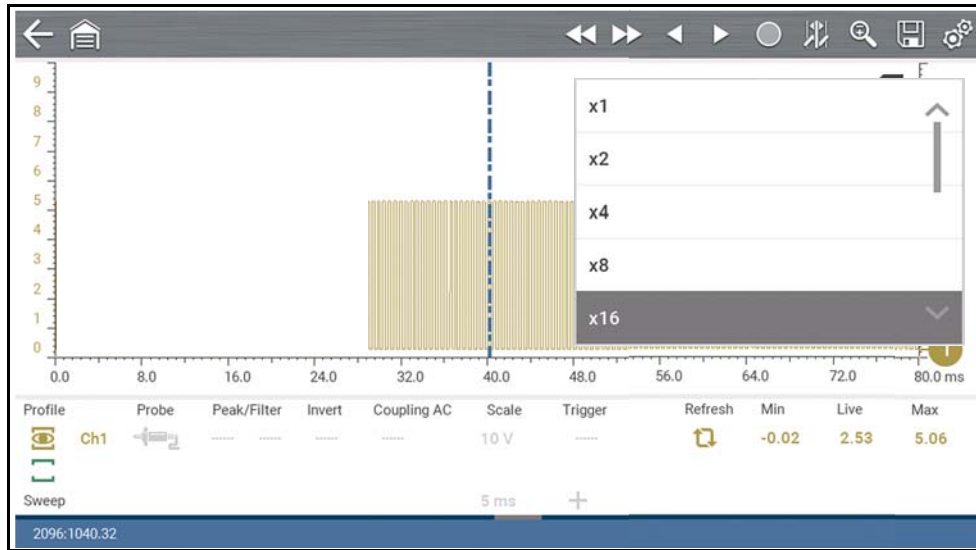 9
8
7
6
5
4
3
2
1
0
x1
x2
x4
x8
x16
0.0 8.0 16.0 24.0 32.0 40.0 48.0 56.0 64.0 72.0 80.0 ms
Profile Probe Peak/Filter Invert Coupling AC Scale Trigger Refresh Min Live Max
Ch1 ------ ------ ------ ------ 10 V ------ -0.02 2.53 5.06
Sweep 5 ms +
2096:1040.32